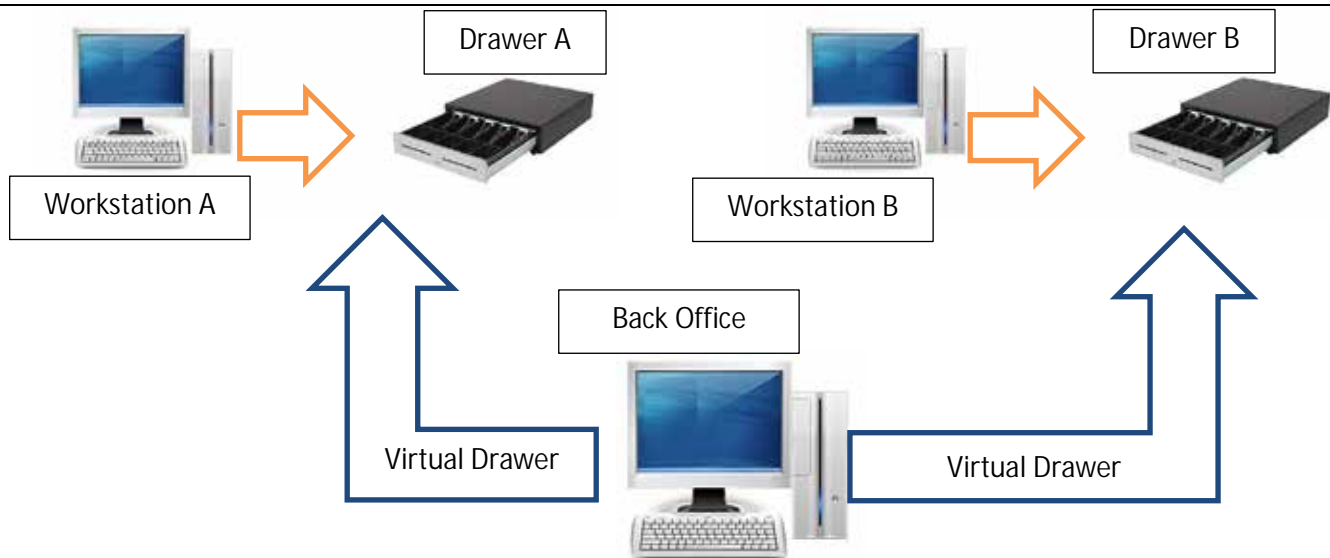 Drawer A
Drawer B
Workstation A
Workstation B
Back Office
Virtual Drawer
Virtual Drawer